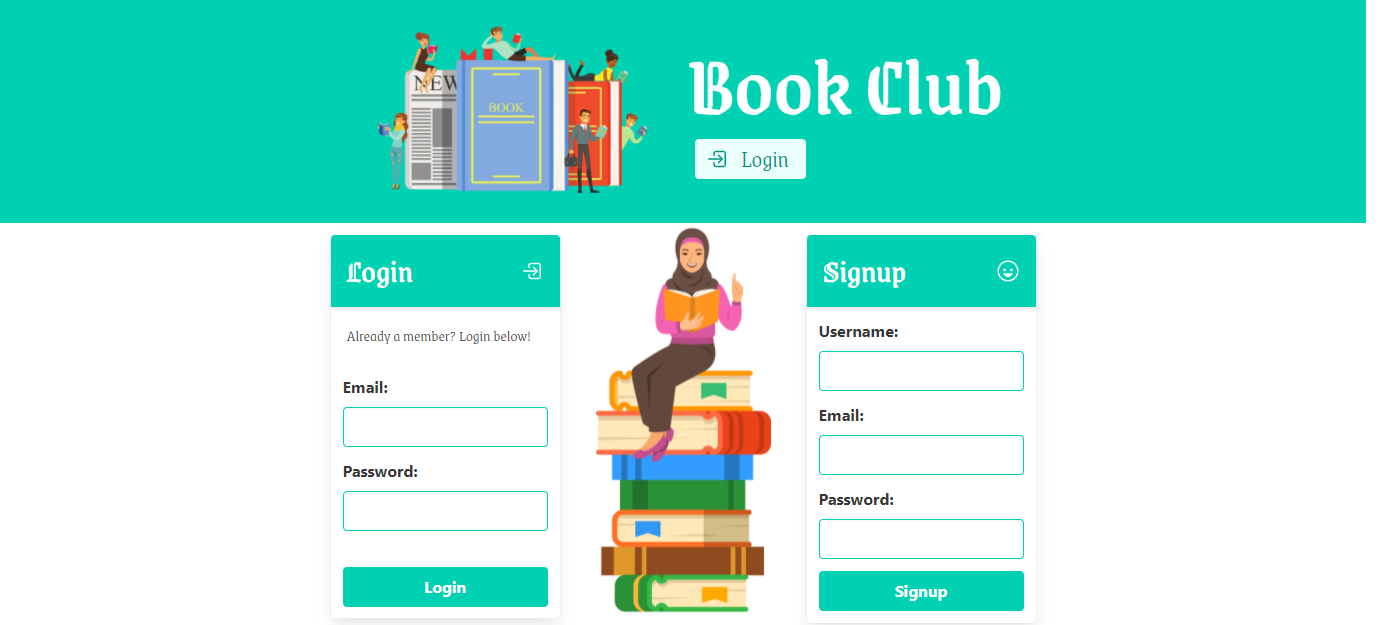 NEW
BOOK
Book Club
Login
Login
Already a member? Login below!
Email:
Password:
Login
Signup
Username:
Email:
Password:
Signup